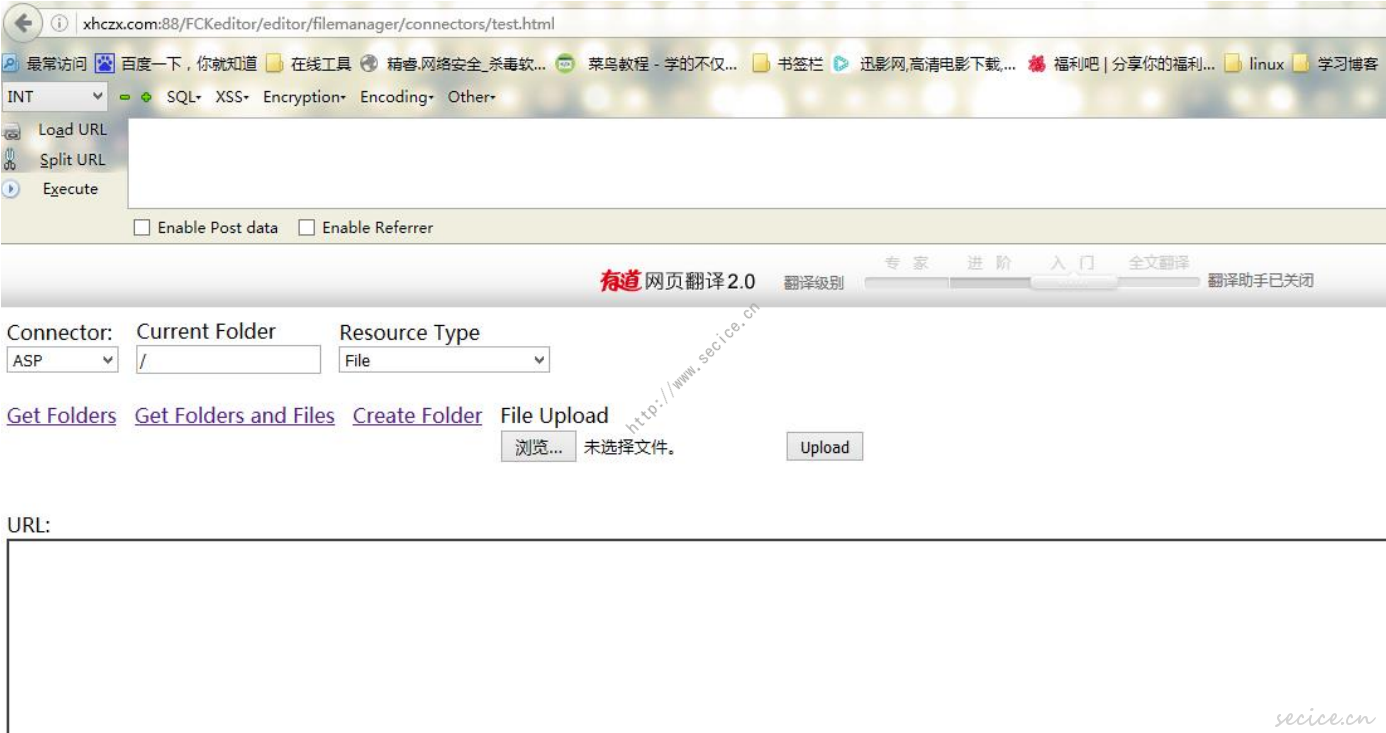 xhczx.com:88/FCKeditor/editor/filemanager/connectors/test.html
最常访问 百度一下，你就知道 在线工具 精睿.网络安全_杀毒软... 菜鸟教程 - 学的不仅... 书签栏 迅影网,高清电影下载,... 福利吧 | 分享你的福利... linux 学习博客
INT SQL XSS Encryption Encoding Other
Load URL
Split URL
Execute
Enable Post data Enable Referrer
有道 网页翻译2.0 翻译级别 专 家 进 阶 入 门 全文翻译 翻译助手已关闭
Connector: Current Folder Resource Type
ASP / File
Get Folders Get Folders and Files Create Folder File Upload
浏览... 未选择文件。 Upload
URL:
http://www.secice.cn
secice.cn